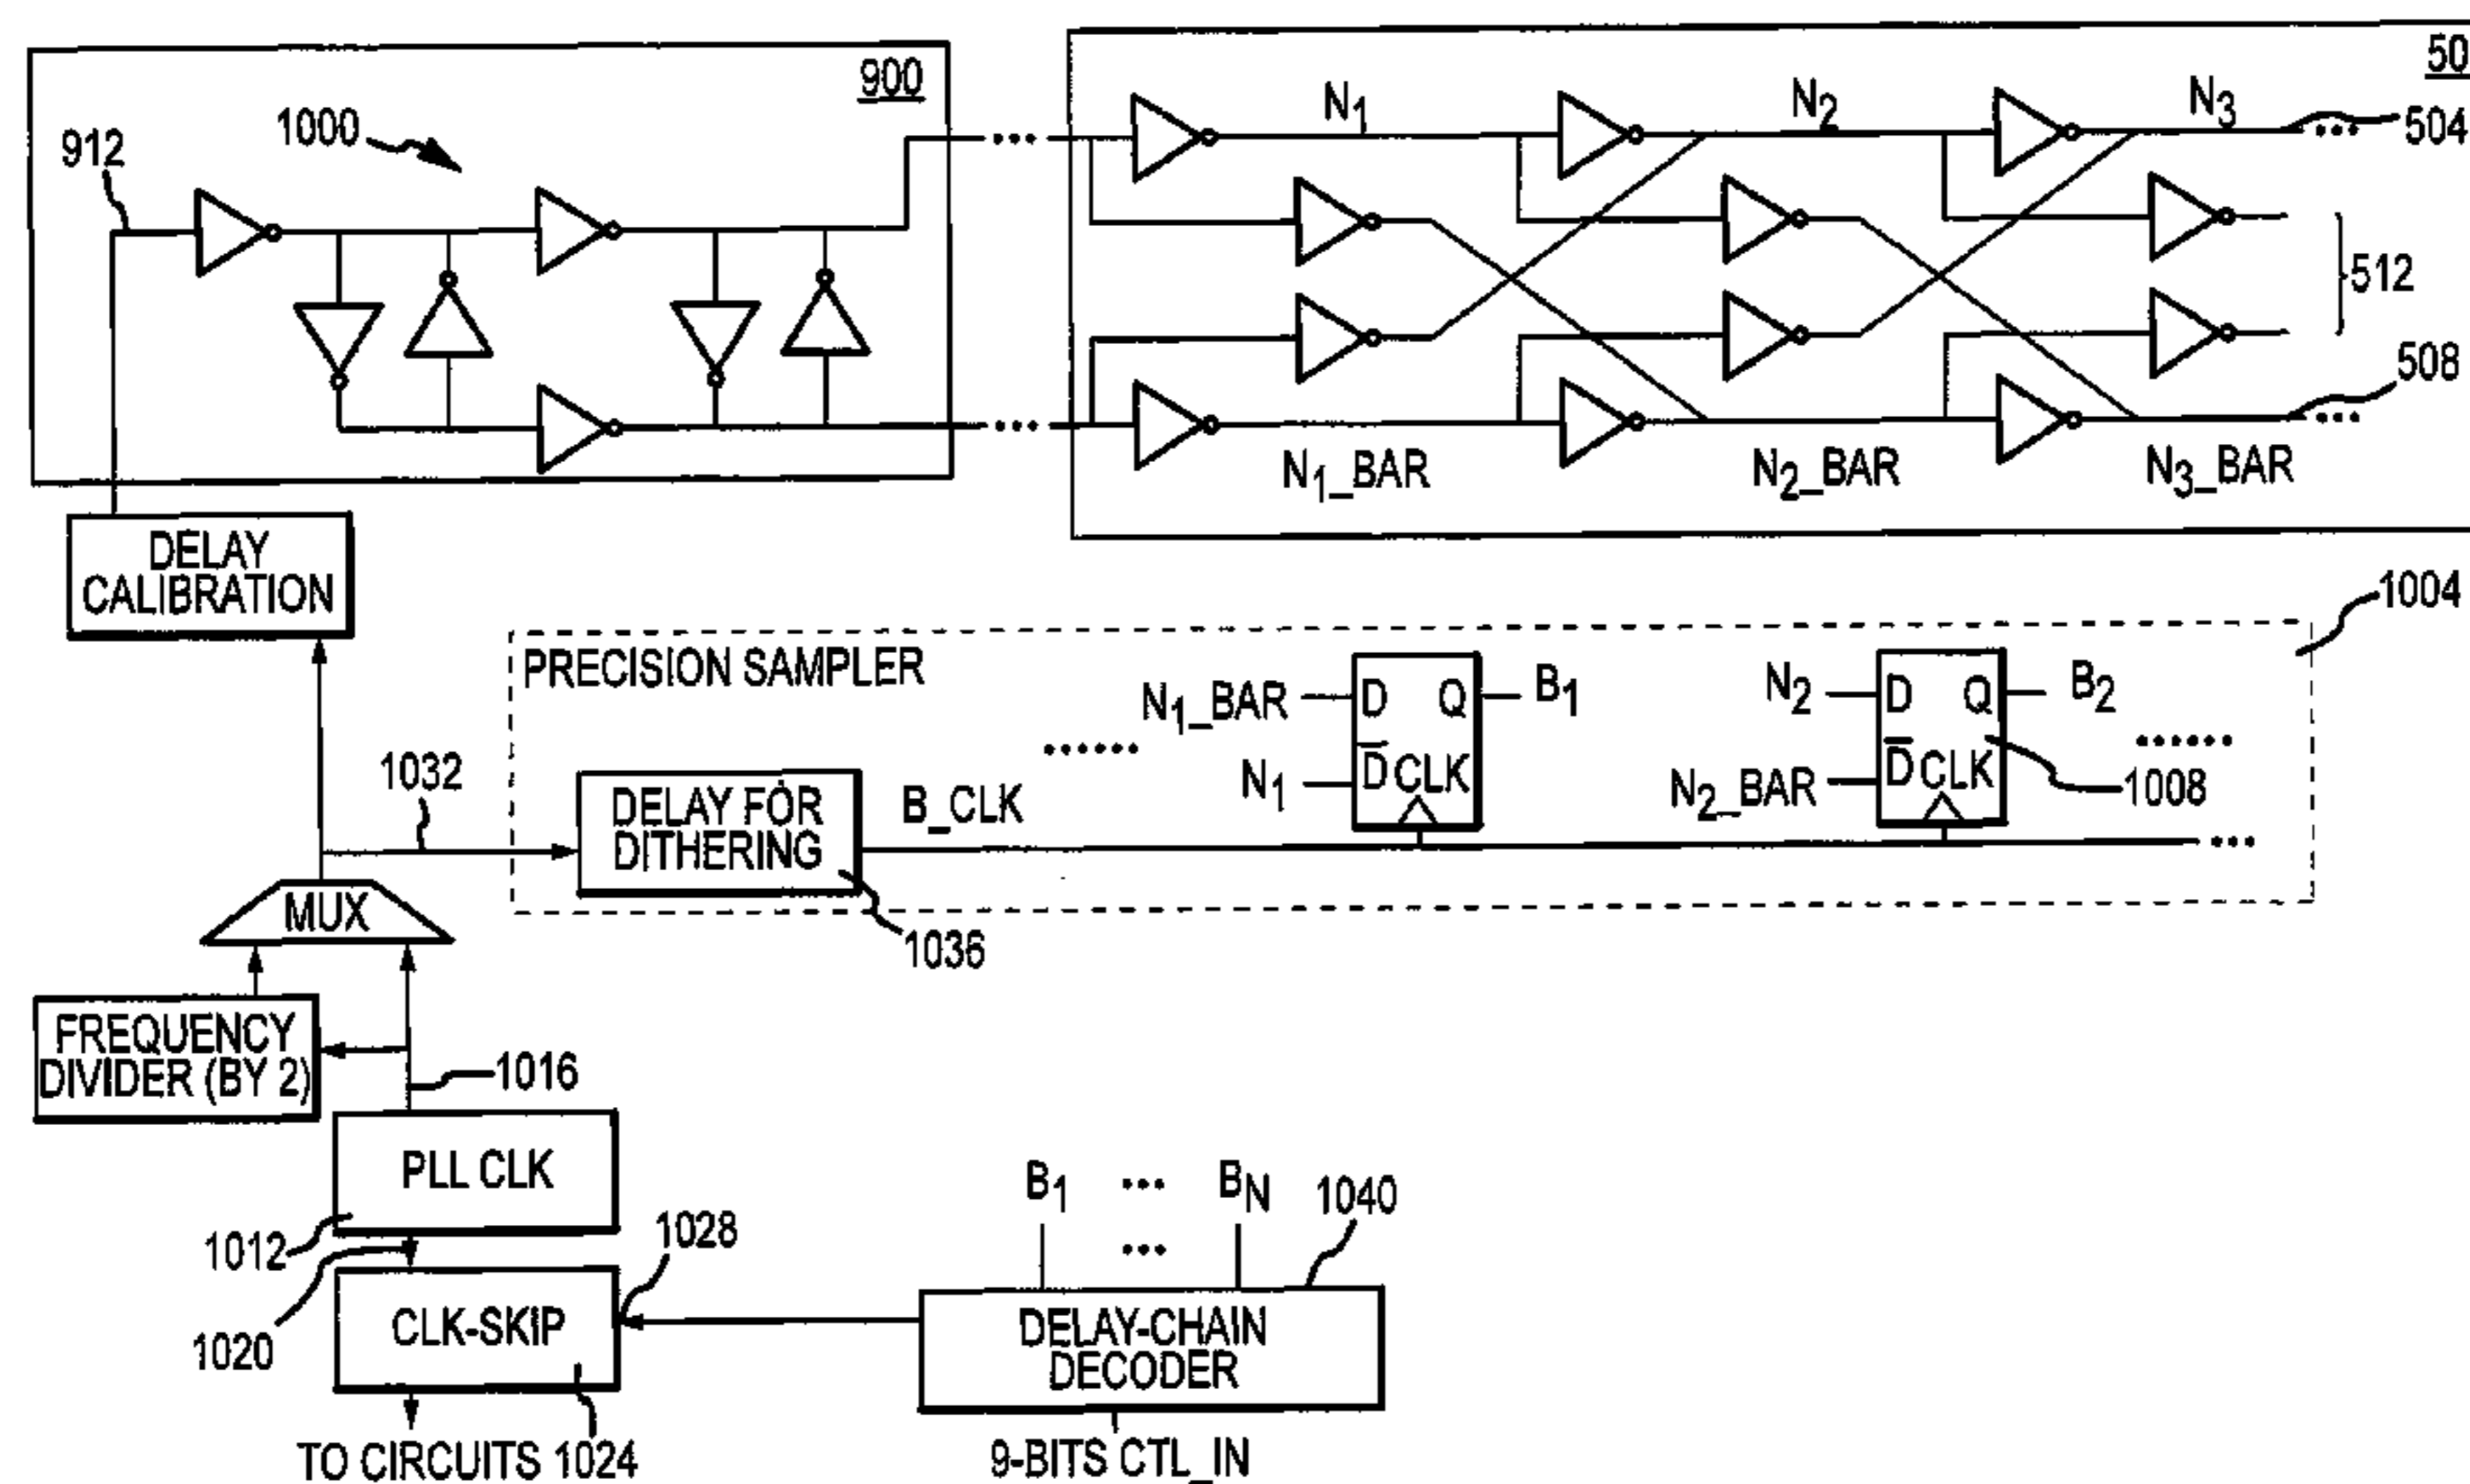 900
50
1000
912
N1
N2
N3
504
512
508
N1_BAR
N2_BAR
N3_BAR
DELAY
CALIBRATION
1004
PRECISION SAMPLER
N1_BAR
D
Q
B1
N1
D
CLK
N2
D
Q
B2
N2_BAR
D
CLK
1008
1032
DELAY FOR
DITHERING
B_CLK
1036
MUX
FREQUENCY
DIVIDER (BY 2)
1016
PLL CLK
1012
1020
CLK-SKIP
1028
B1
...
BN
...
1040
DELAY-CHAIN
DECODER
TO CIRCUITS 1024
9-BITS CTL_IN